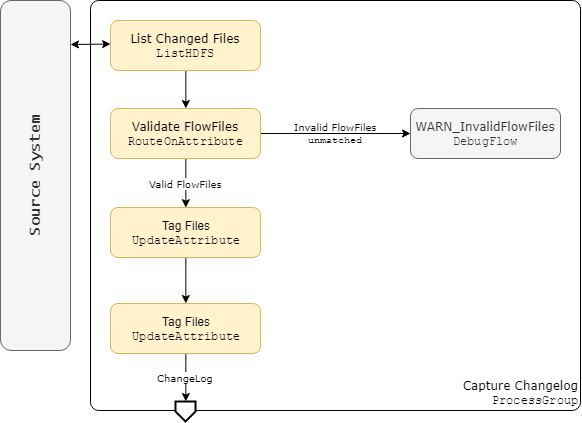 Source System
List Changed Files
ListHDFS
Validate FlowFiles
RouteOnAttribute
Invalid FlowFiles
unmatched
WARN_InvalidFlowFiles
DebugFlow
Valid FlowFiles
Tag Files
UpdateAttribute
Tag Files
UpdateAttribute
ChangeLog
Capture Changelog
ProcessGroup